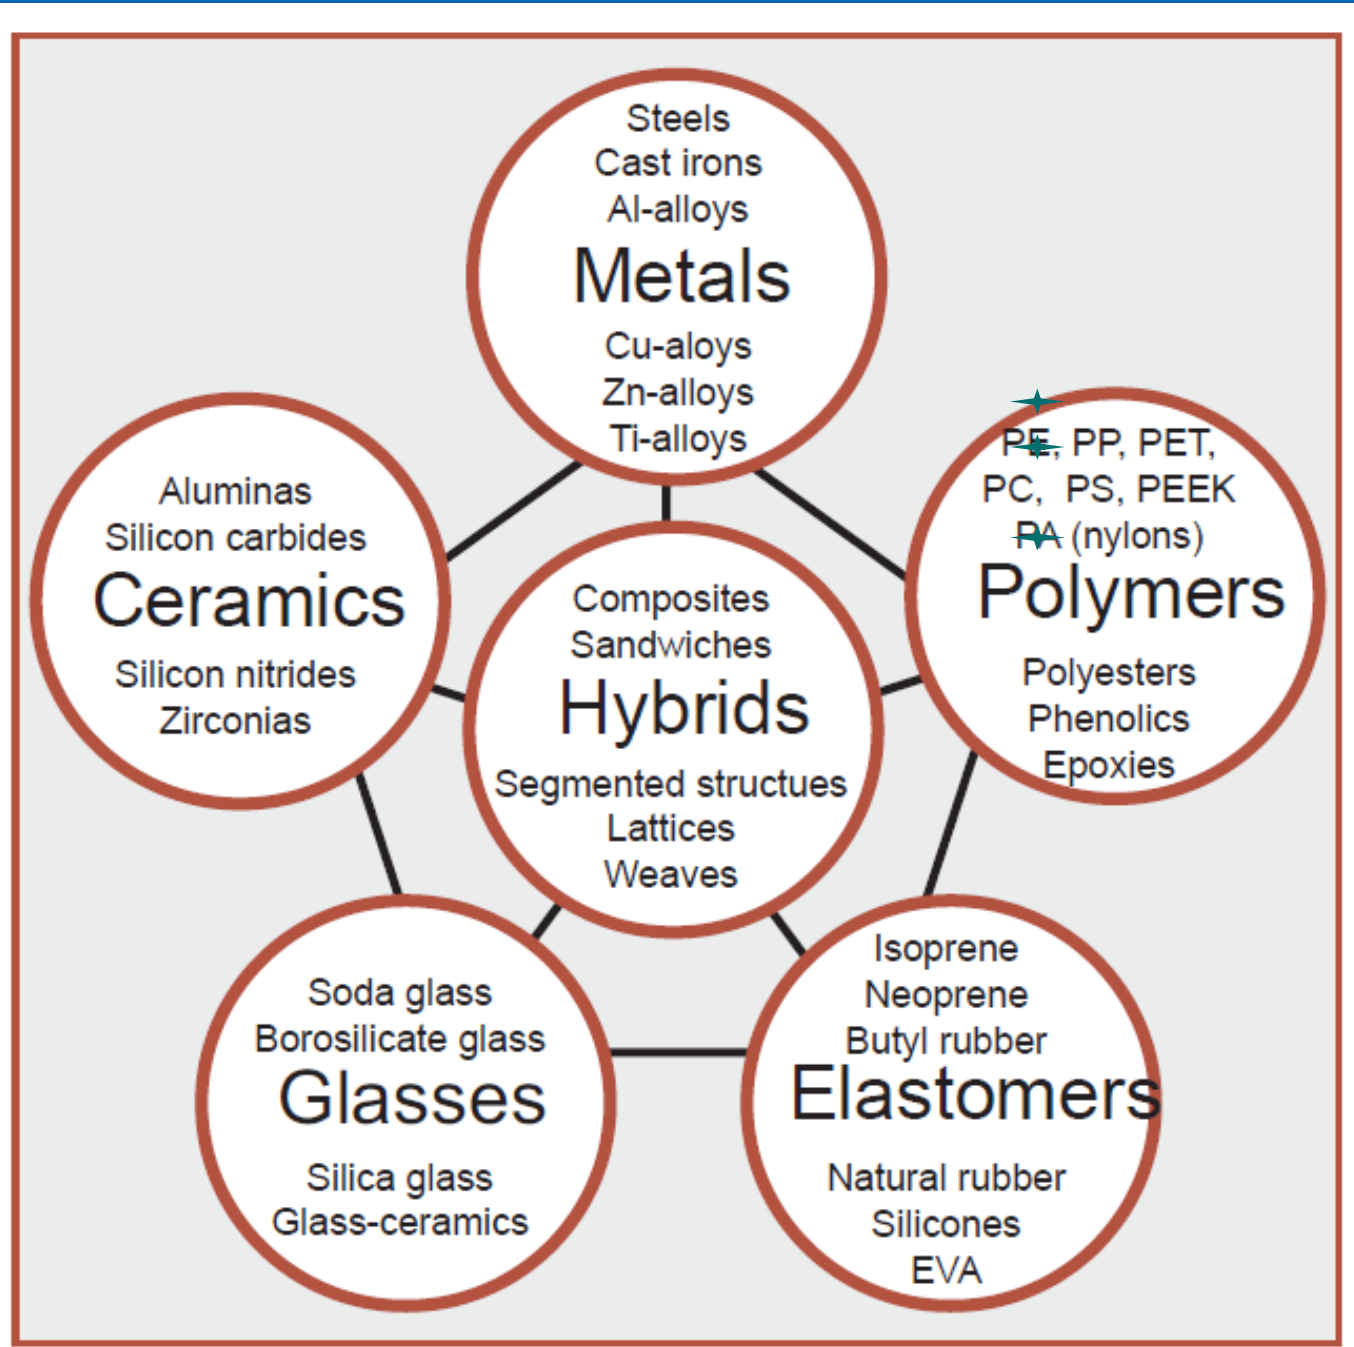 Steels
Cast irons
Al-alloys
Metals
Cu-aloys
Zn-alloys
Ti-alloys
Aluminas
Silicon carbides
Ceramics
Silicon nitrides
Zirconias
Composites
Sandwiches
Hybrids
Segmented structues
Lattices
Weaves
PE, PP, PET,
PC, PS, PEEK
PA (nylons)
Polymers
Polyesters
Phenolics
Epoxies
Soda glass
Borosilicate glass
Glasses
Silica glass
Glass-ceramics
Isoprene
Neoprene
Butyl rubber
Elastomers
Natural rubber
Silicones
EVA